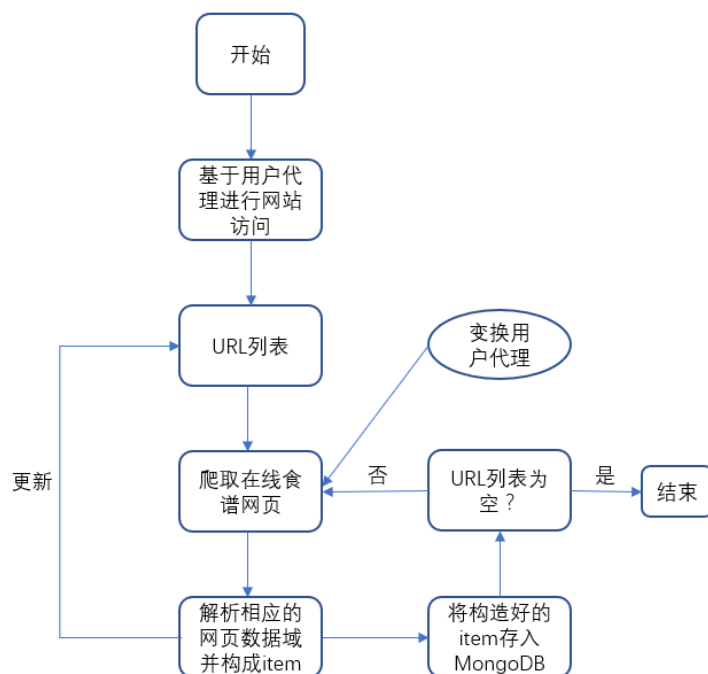 开始
基于用户代
理进行网站
访问
URL列表
变换用
户代理
更新
爬取在线食
谱网页
否
URL列表为
空？
是
结束
解析相应的
网页数据域
并构成item
将构造好的
item存入
MongoDB